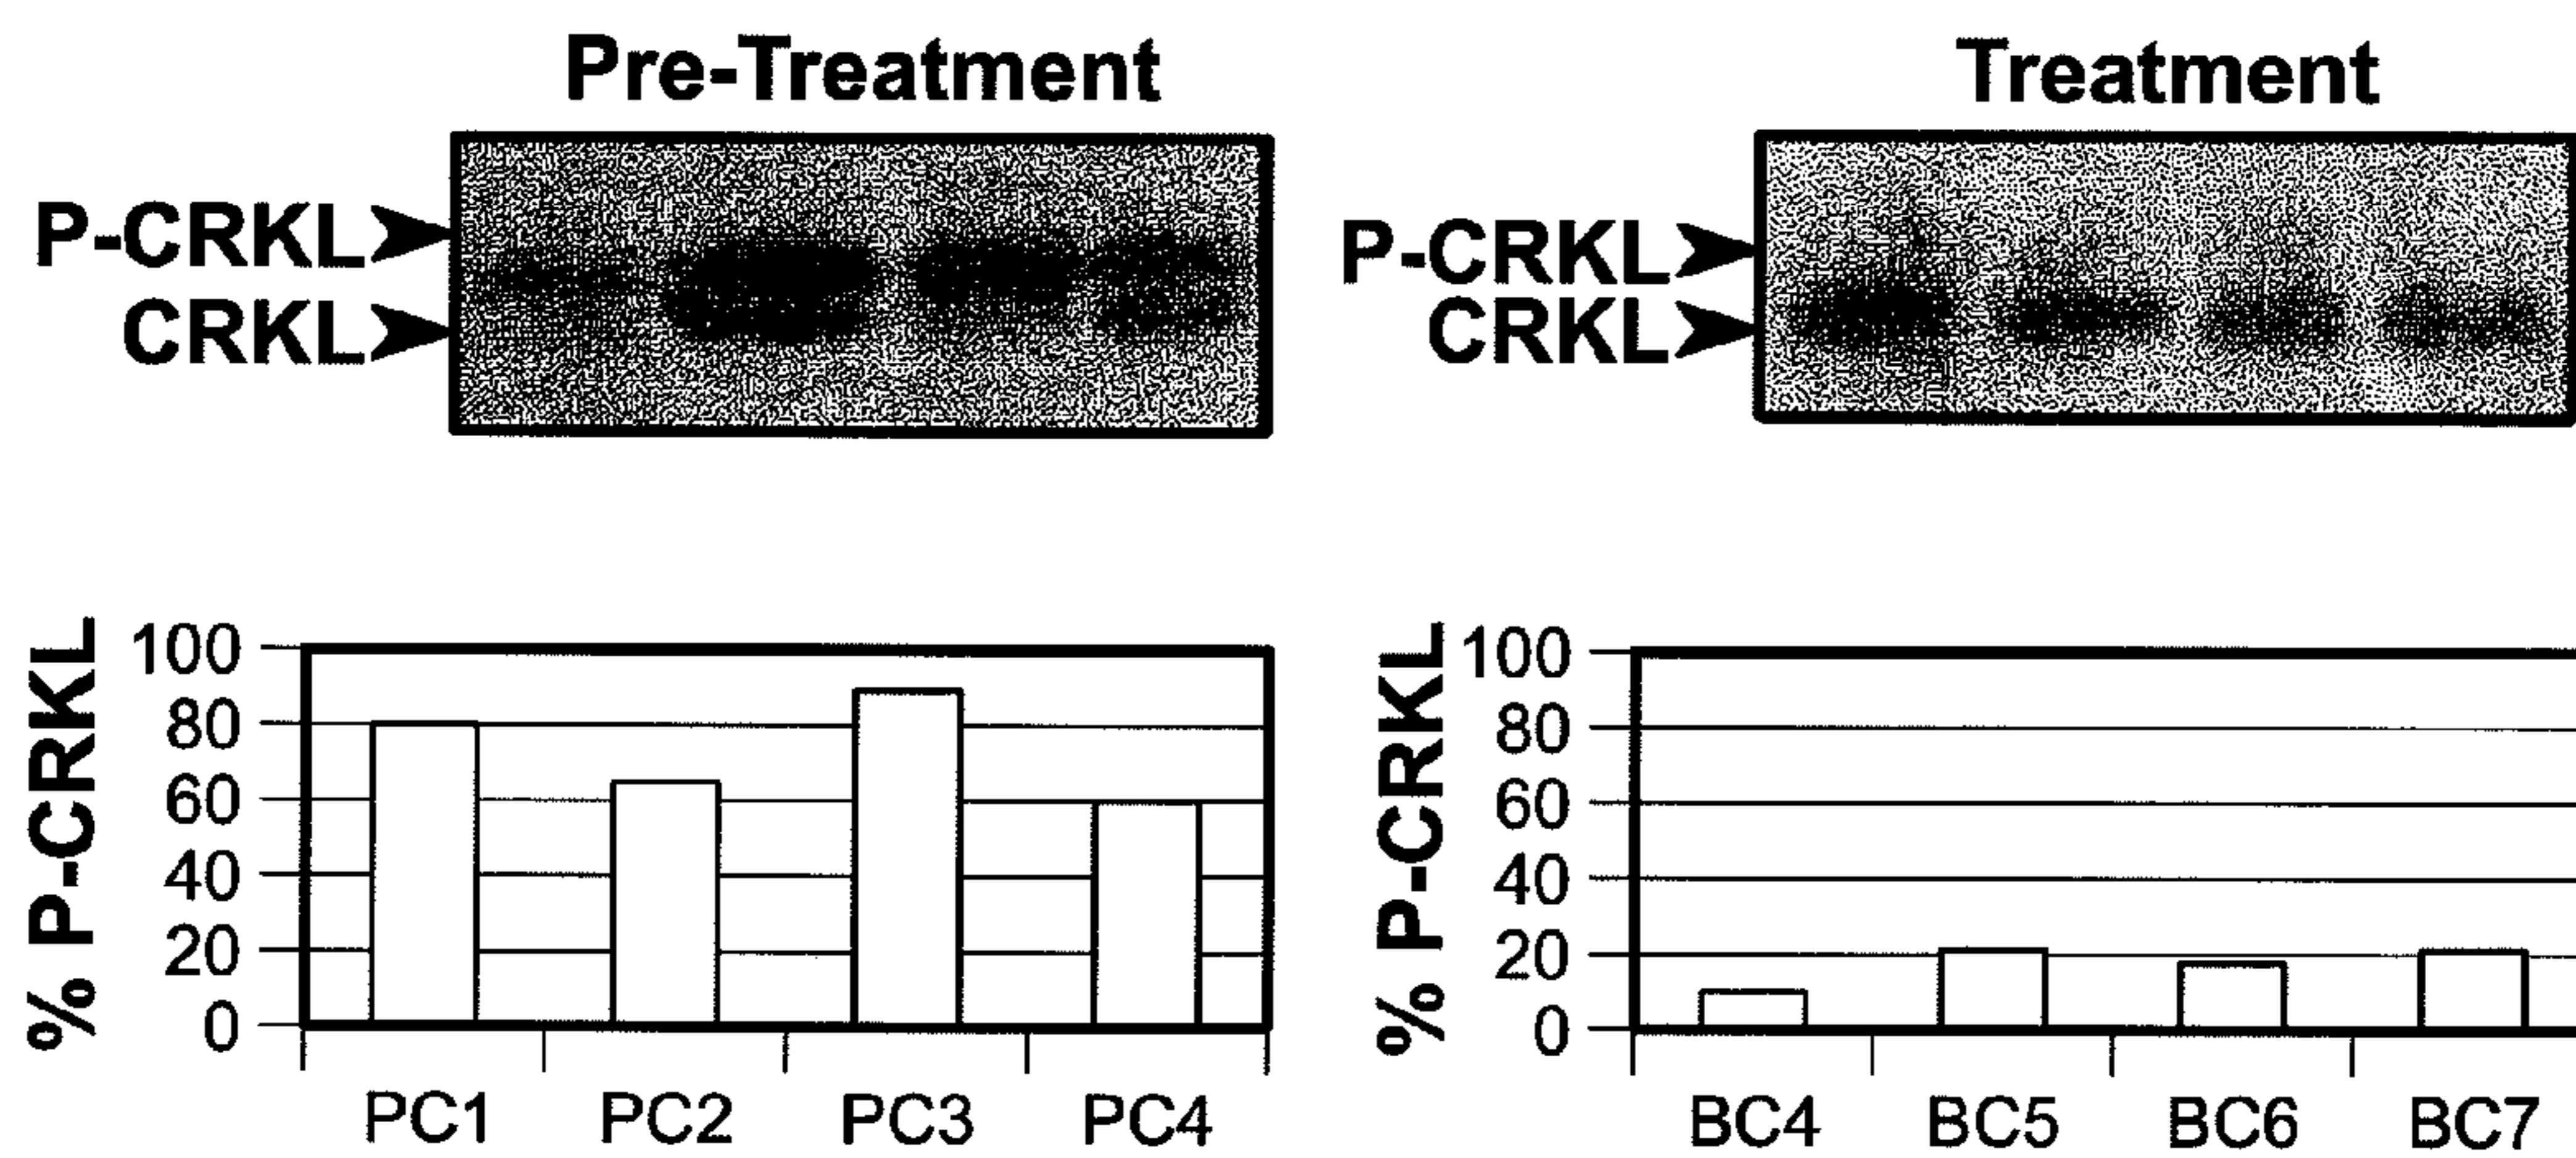 Pre-Treatment
P-CRKL
CRKL
% P-CRKL
100
80
60
40
20
0
PC1 PC2 PC3 PC4
Treatment
P-CRKL
CRKL
% P-CRKL
100
80
60
40
20
0
BC4 BC5 BC6 BC7